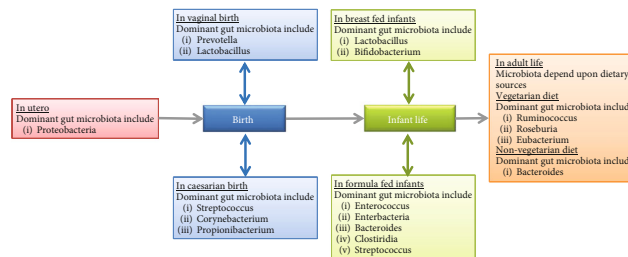 In vaginal birth
Dominant gut microbiota include
(i) Prevotella
(ii) Lactobacillus
In breast fed infants
Dominant gut microbiota include
(i) Lactobacillus
(ii) Bifidobacterium
In utero
Dominant gut microbiota include
(i) Proteobacteria
Birth
Infant life
In adult life
Microbiota depend upon dietary
sources
Vegetarian diet
Dominant gut microbiota include
(i) Ruminococcus
(ii) Roseburia
(iii) Eubacterium
Non-vegetarian diet
Dominant gut microbiota include
(i) Bacteroides
In caesarian birth
Dominant gut microbiota include
(i) Streptococcus
(ii) Corynebacterium
(iii) Propionibacterium
In formula fed infants
Dominant gut microbiota include
(i) Enterococcus
(ii) Enterbacteria
(iii) Bacteroides
(iv) Clostridia
(v) Streptococcus